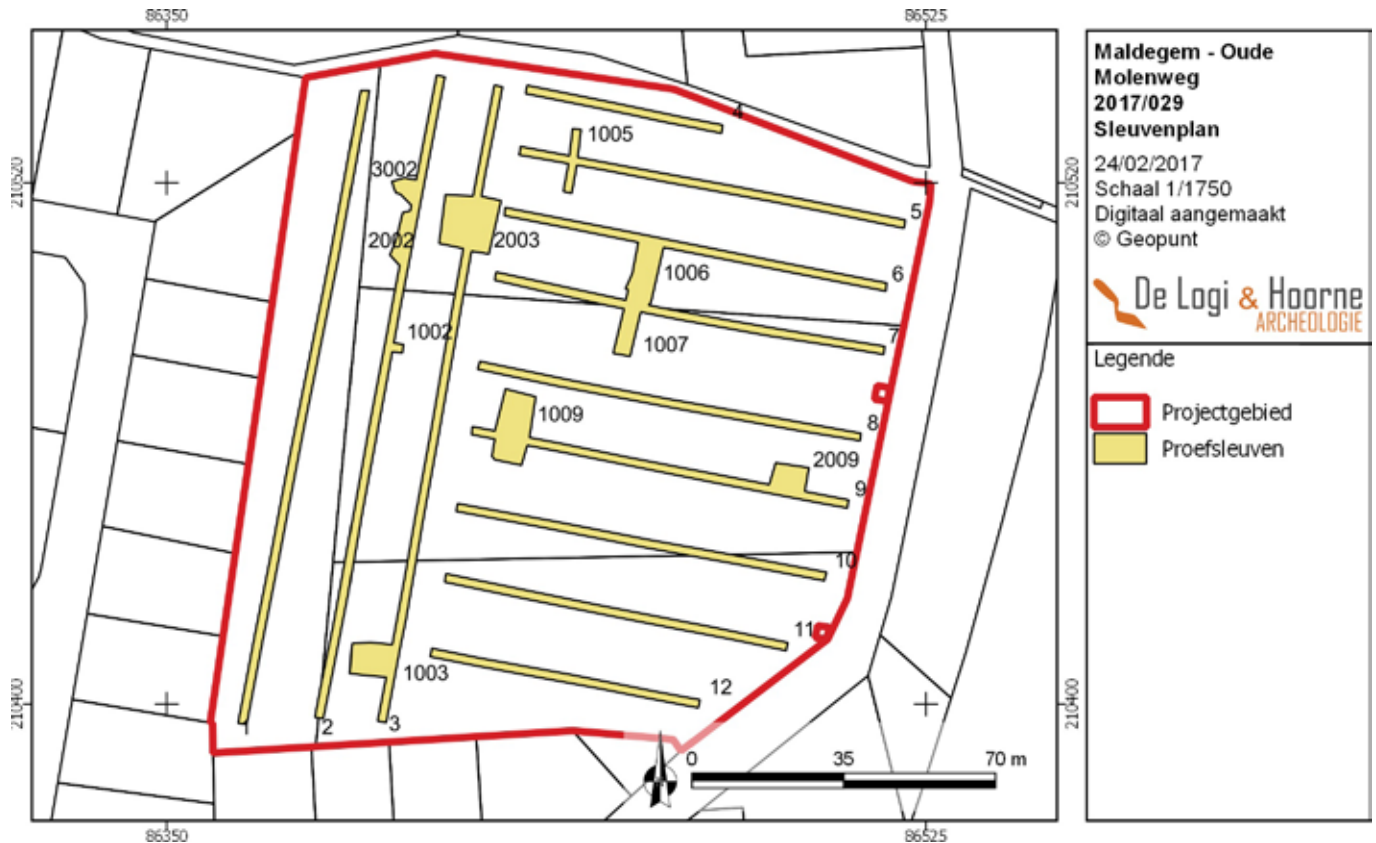 86350
86525
Maldegem - Oude
Molenweg
2017/029
Sleuvenplan
24/02/2017
Schaal 1/1750
Digitaal aangemaakt
© Geopunt
De Logi & Hoorne
ARCHEOLOGIE
Legende
Projectgebied
Proefsleuven
210520
210520
4
1005
3002
5
2002
2003
6
1006
1002
1007
7
1009
8
2009
9
10
11
1003
12
1
2
3
210400
210400
0
35
70 m
86350
86525